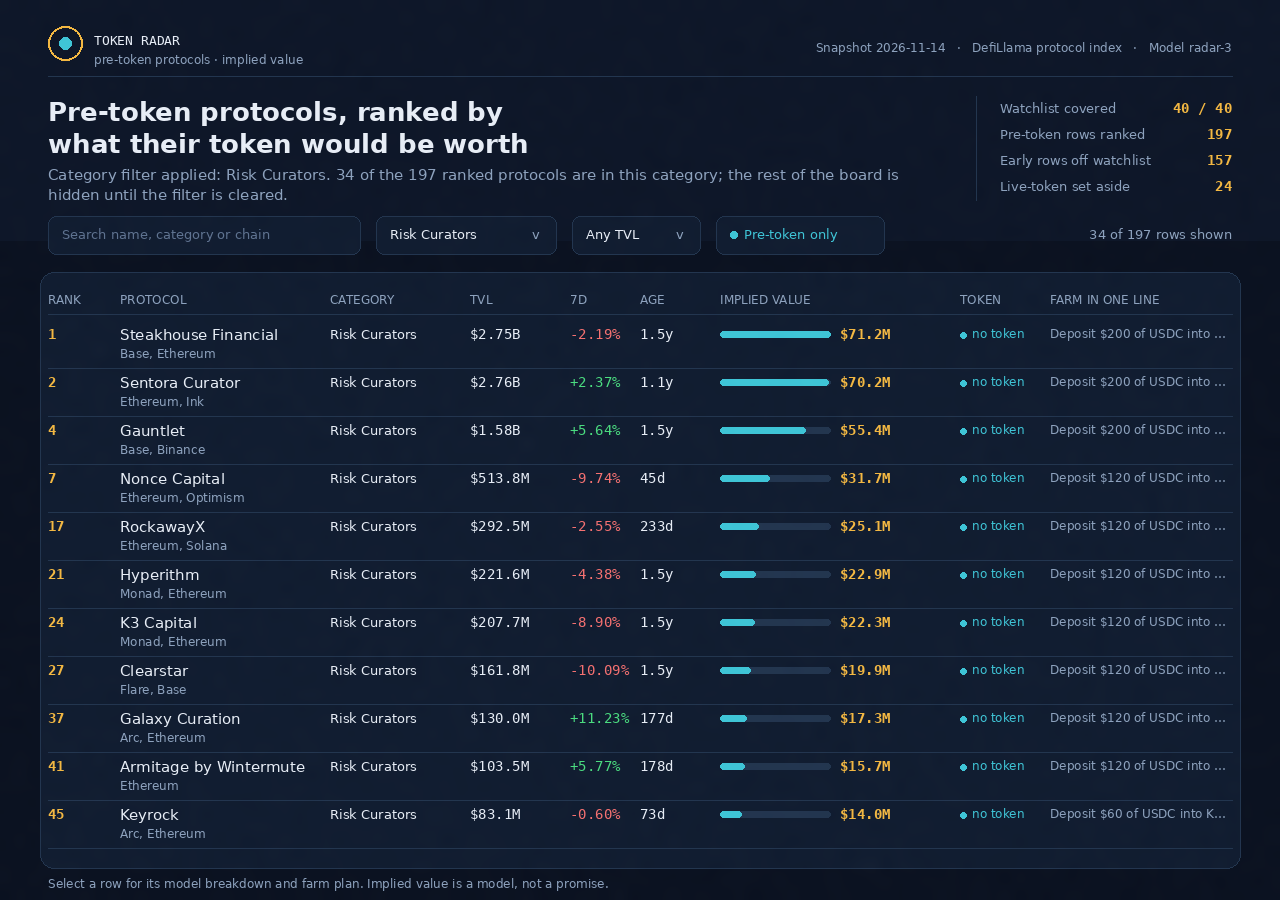 TOKEN RADAR
pre-token protocols · implied value
Snapshot 2026-11-14 · DefiLlama protocol index · Model radar-3
Pre-token protocols, ranked by
what their token would be worth
Category filter applied: Risk Curators. 34 of the 197 ranked protocols are in this category; the rest of the board is
hidden until the filter is cleared.
Watchlist covered 40 / 40
Pre-token rows ranked 197
Early rows off watchlist 157
Live-token set aside 24
Search name, category or chain Risk Curators v Any TVL v Pre-token only 34 of 197 rows shown
RANK PROTOCOL CATEGORY TVL 7D AGE IMPLIED VALUE TOKEN FARM IN ONE LINE
1 Steakhouse Financial Risk Curators $2.75B -2.19% 1.5y $71.2M no token Deposit $200 of USDC into ...
Base, Ethereum
2 Sentora Curator Risk Curators $2.76B +2.37% 1.1y $70.2M no token Deposit $200 of USDC into ...
Ethereum, Ink
4 Gauntlet Risk Curators $1.58B +5.64% 1.5y $55.4M no token Deposit $200 of USDC into ...
Base, Binance
7 Nonce Capital Risk Curators $513.8M -9.74% 45d $31.7M no token Deposit $120 of USDC into ...
Ethereum, Optimism
17 RockawayX Risk Curators $292.5M -2.55% 233d $25.1M no token Deposit $120 of USDC into ...
Ethereum, Solana
21 Hyperithm Risk Curators $221.6M -4.38% 1.5y $22.9M no token Deposit $120 of USDC into ...
Monad, Ethereum
24 K3 Capital Risk Curators $207.7M -8.90% 1.5y $22.3M no token Deposit $120 of USDC into ...
Monad, Ethereum
27 Clearstar Risk Curators $161.8M -10.09% 1.5y $19.9M no token Deposit $120 of USDC into ...
Flare, Base
37 Galaxy Curation Risk Curators $130.0M +11.23% 177d $17.3M no token Deposit $120 of USDC into ...
Arc, Ethereum
41 Armitage by Wintermute Risk Curators $103.5M +5.77% 178d $15.7M no token Deposit $120 of USDC into ...
Ethereum
45 Keyrock Risk Curators $83.1M -0.60% 73d $14.0M no token Deposit $60 of USDC into K...
Arc, Ethereum
Select a row for its model breakdown and farm plan. Implied value is a model, not a promise.